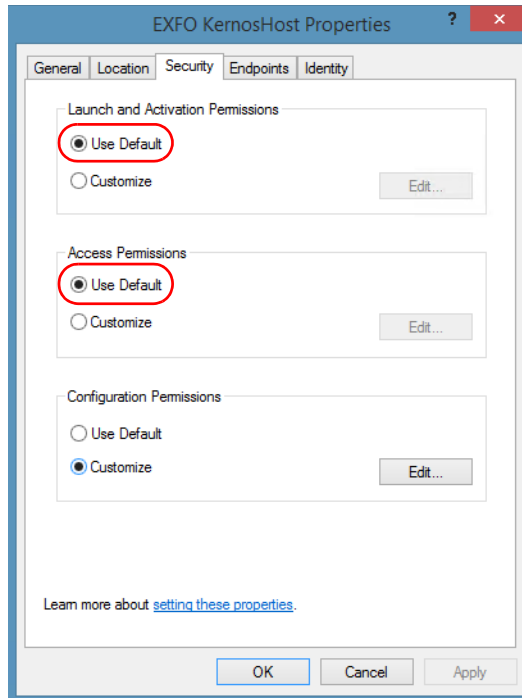 EXFO KernosHost Properties
?
General Location Security Endpoints Identity
Launch and Activation Permissions
Use Default
Customize
Edit...
Access Permissions
Use Default
Customize
Edit...
Configuration Permissions
Use Default
Customize
Edit...
Learn more about setting these properties.
OK Cancel Apply